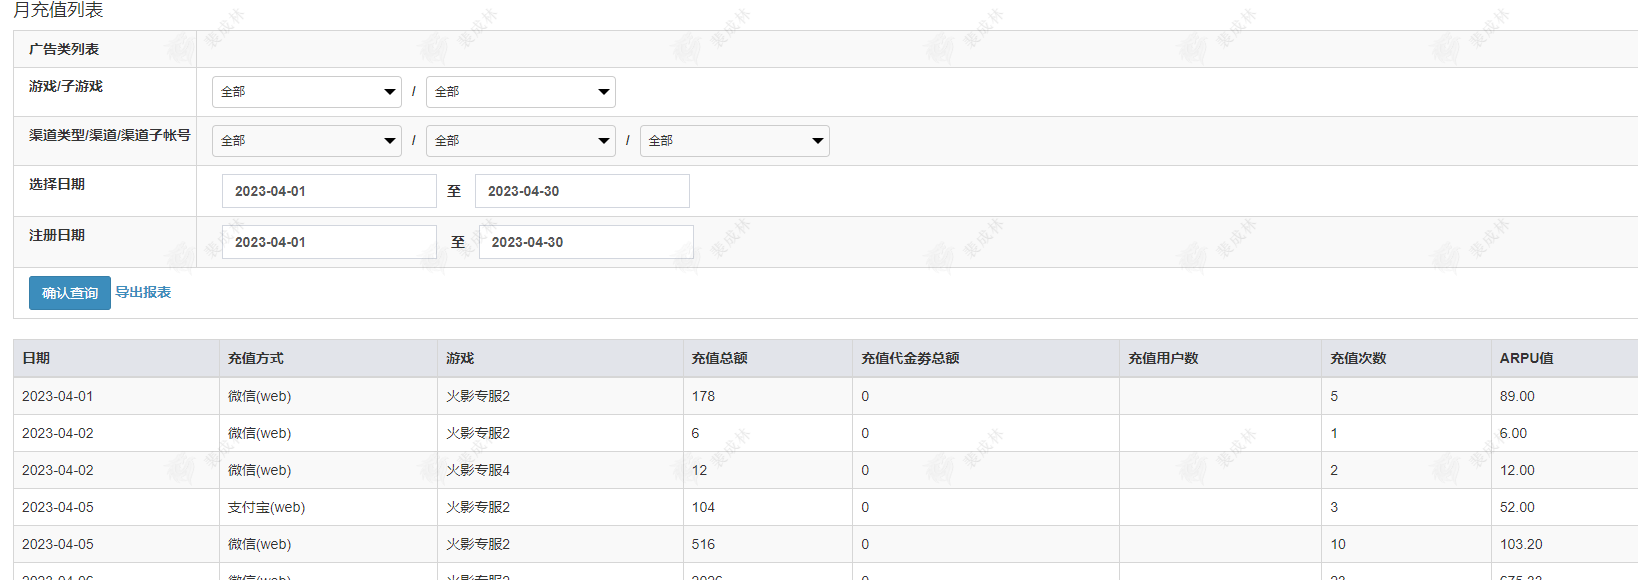 月充值列表
广告类列表
游戏/子游戏 全部 / 全部
渠道类型/渠道/渠道子帐号 全部 / 全部 / 全部
选择日期 2023-04-01 至 2023-04-30
注册日期 2023-04-01 至 2023-04-30
确认查询 导出报表
日期 充值方式 游戏 充值总额 充值代金券总额 充值用户数 充值次数 ARPU值
2023-04-01 微信(web) 火影专服2 178 0 5 89.00
2023-04-02 微信(web) 火影专服2 6 0 1 6.00
2023-04-02 微信(web) 火影专服4 12 0 2 12.00
2023-04-05 支付宝(web) 火影专服2 104 0 3 52.00
2023-04-05 微信(web) 火影专服2 516 0 10 103.20